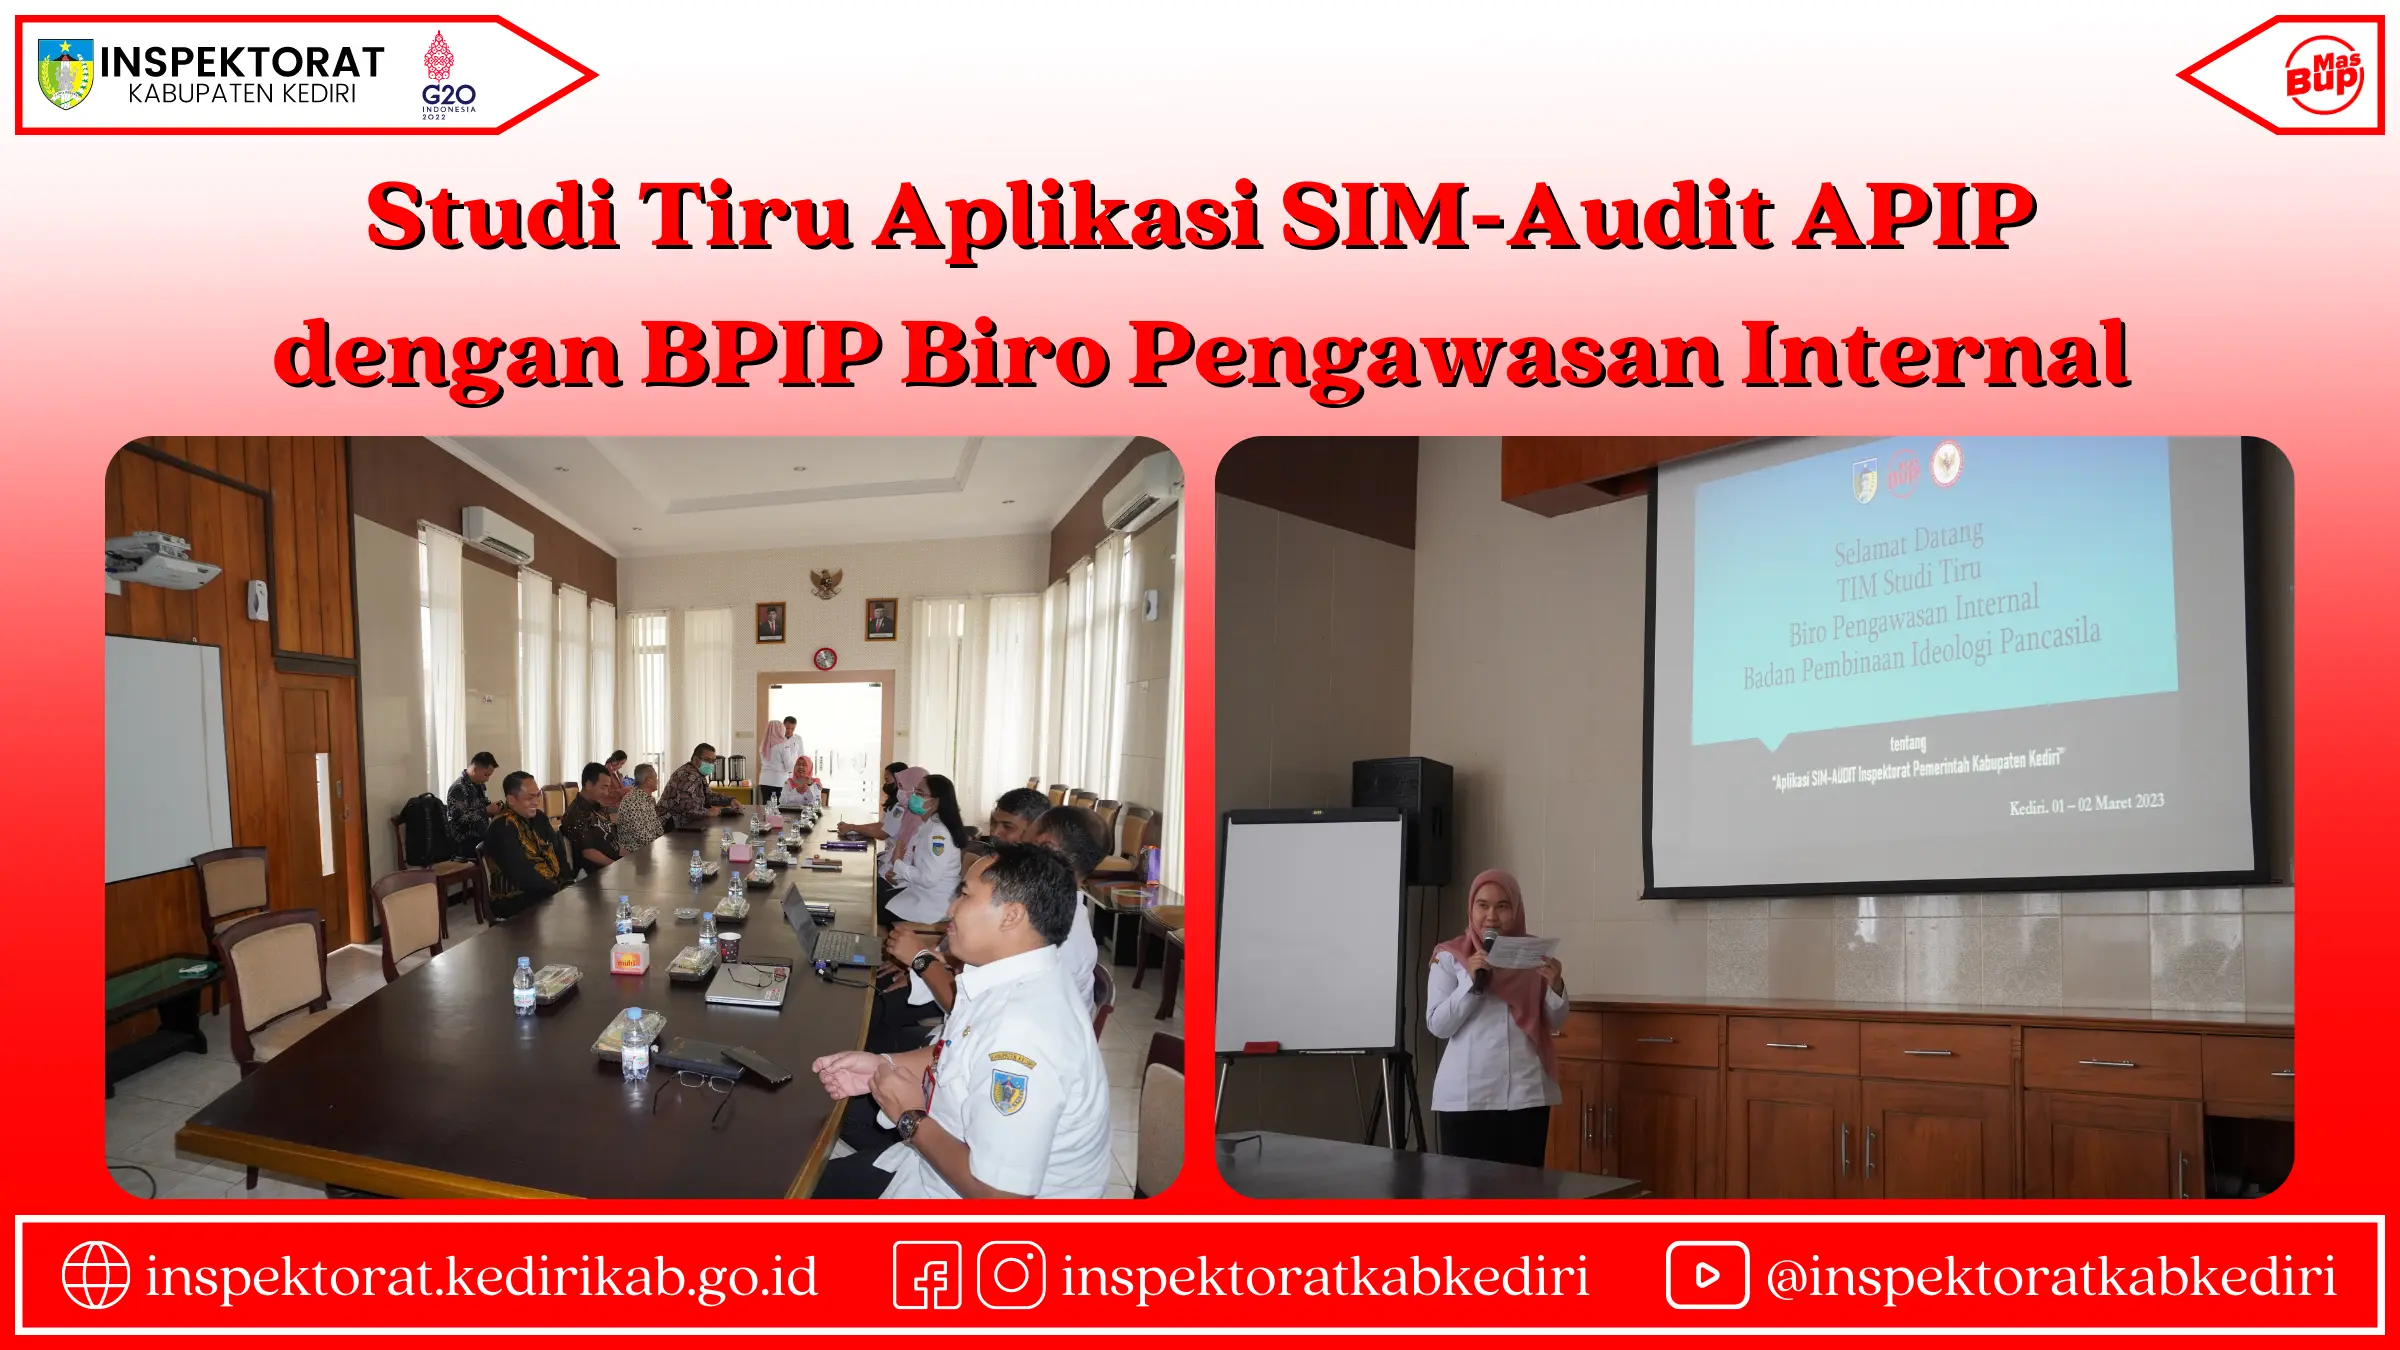 INSPEKTORAT
KABUPATEN KEDIRI
G20
INDONESIA
2022
Mas
Bup
Studi Tiru Aplikasi SIM-Audit APIP
dengan BPIP Biro Pengawasan Internal
Selamat Datang
TIM Studi Tiru
Biro Pengawasan Internal
Badan Pembinaan Ideologi Pancasila
tentang
"Aplikasi SIM-AUDIT Inspektorat Pemerintah Kabupaten Kediri"
Kediri. 01 – 02 Maret 2023
inspektorat.kedirikab.go.id
inspektoratkabkediri
@inspektoratkabkediri